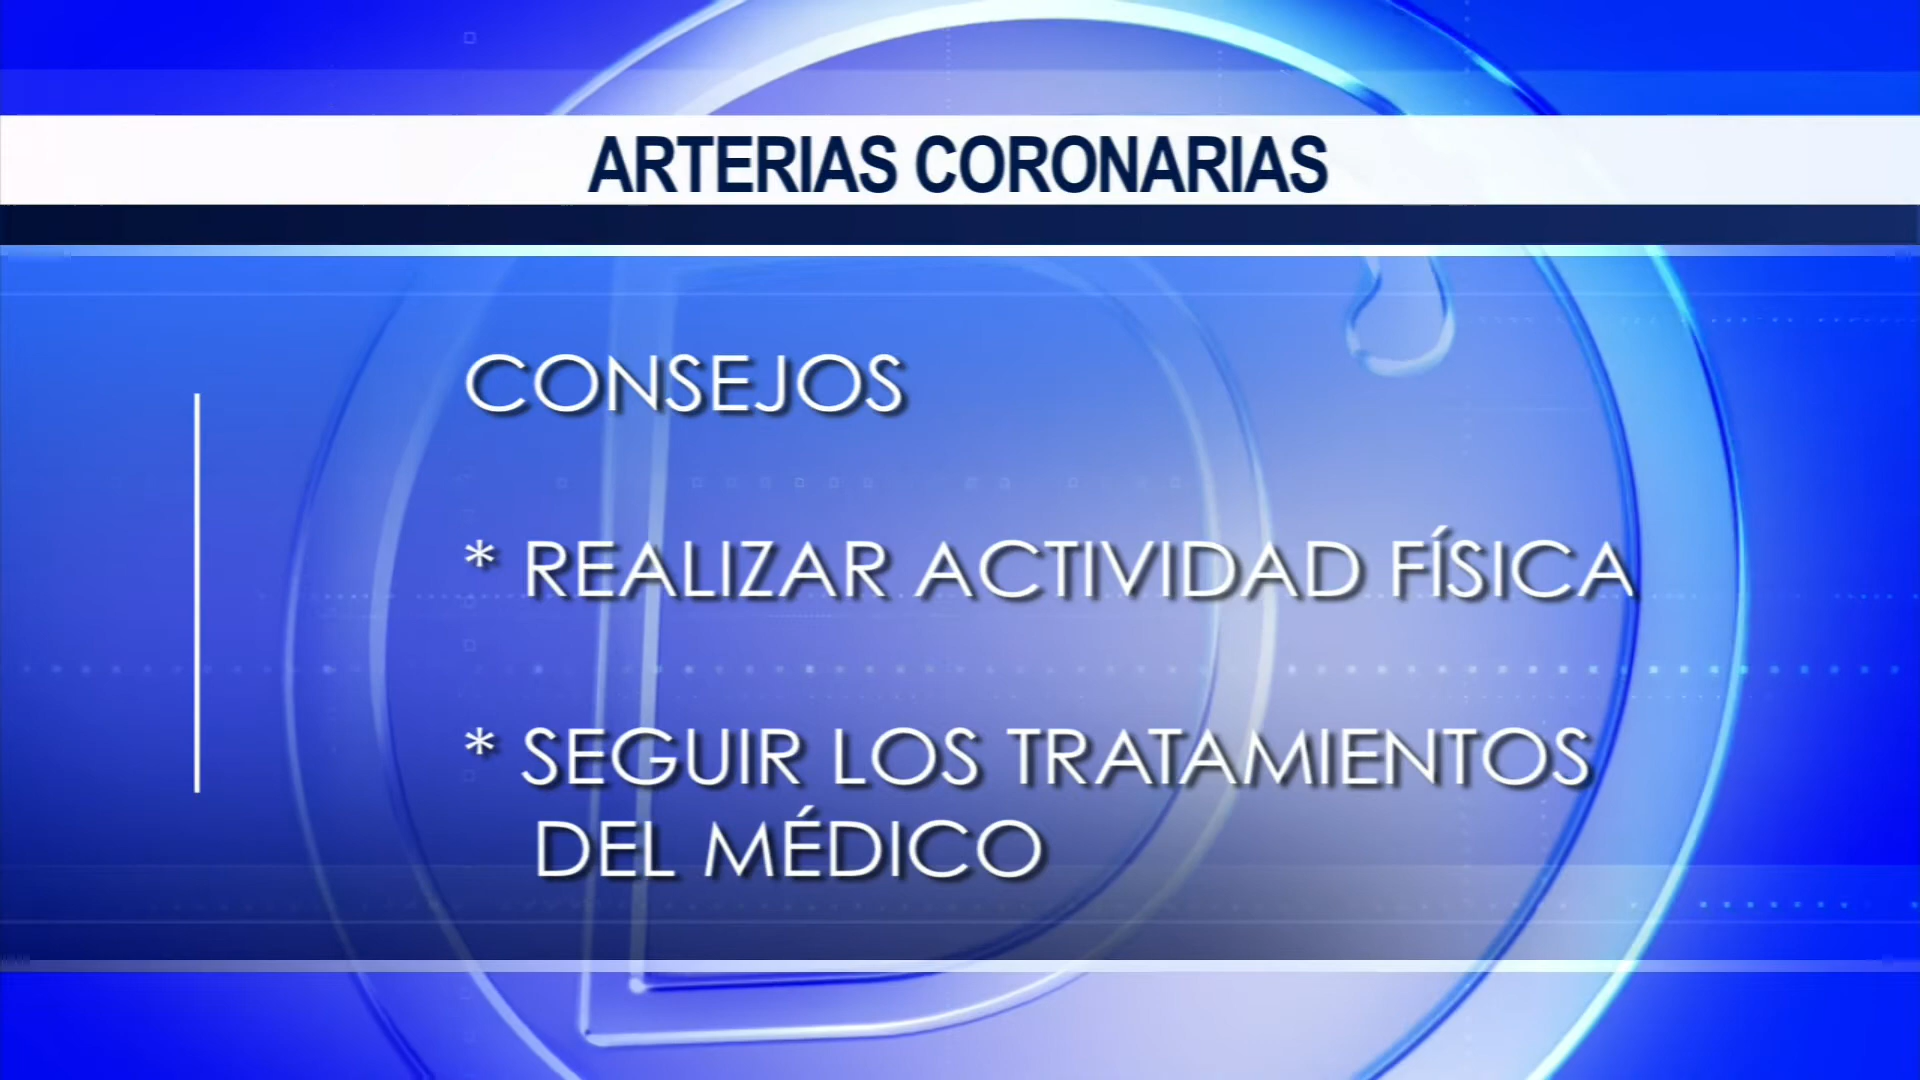 ARTERIAS CORONARIAS
CONSEJOS
* REALIZAR ACTIVIDAD FÍSICA
* SEGUIR LOS TRATAMIENTOS
DEL MÉDICO